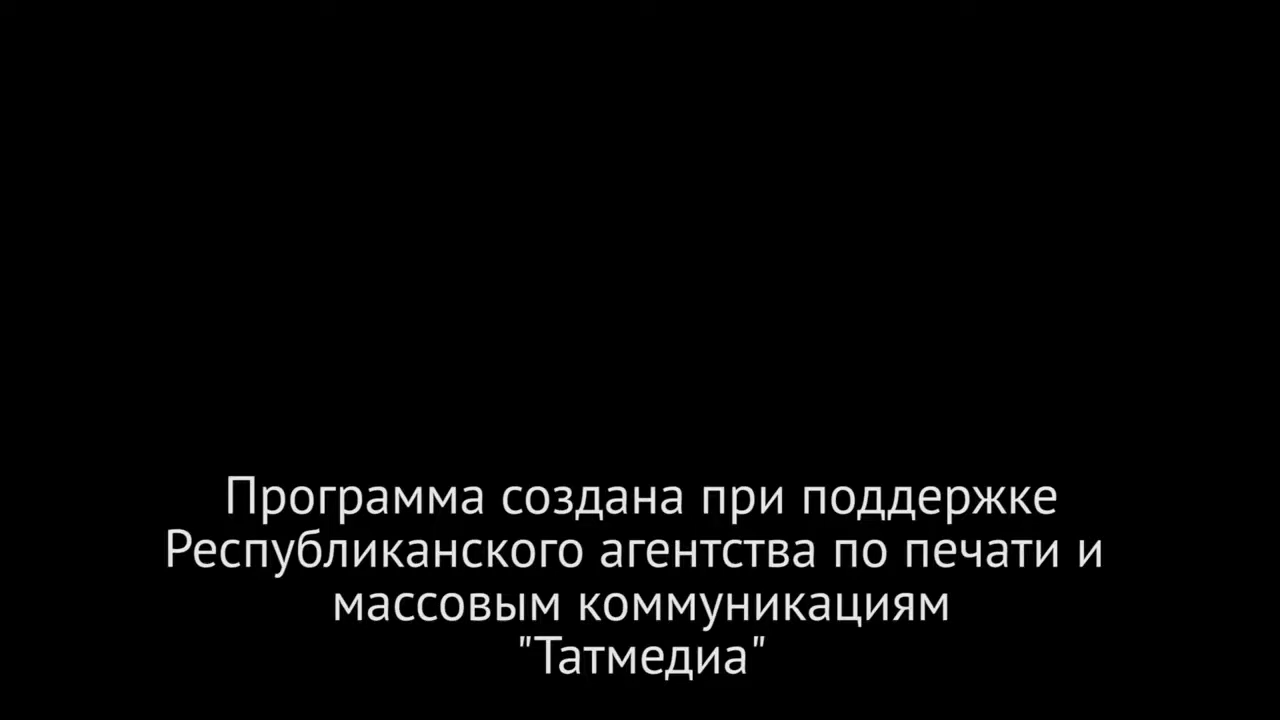 Программа создана при поддержке
Республиканского агентства по печати и
массовым коммуникациям
"Татмедиа"